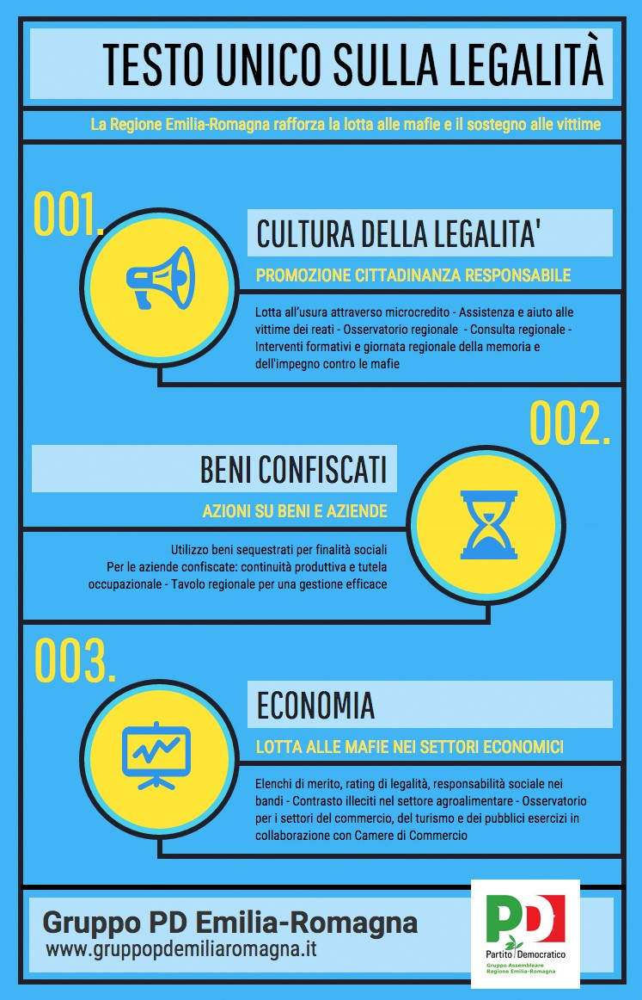 TESTO UNICO SULLA LEGALITÀ
La Regione Emilia-Romagna rafforza la lotta alle mafie e il sostegno alle vittime
001.
CULTURA DELLA LEGALITA'
PROMOZIONE CITTADINANZA RESPONSABILE
Lotta all'usura attraverso microcredito - Assistenza e aiuto alle
vittime dei reati - Osservatorio regionale - Consulta regionale -
Interventi formativi e giornata regionale della memoria e
dell'impegno contro le mafie
002.
BENI CONFISCATI
AZIONI SU BENI E AZIENDE
Utilizzo beni sequestrati per finalità sociali
Per le aziende confiscate: continuità produttiva e tutela
occupazionale - Tavolo regionale per una gestione efficace
003.
ECONOMIA
LOTTA ALLE MAFIE NEI SETTORI ECONOMICI
Elenchi di merito, rating di legalità, responsabilità sociale nei
bandi - Contrasto illeciti nel settore agroalimentare - Osservatorio
per i settori del commercio, del turismo e dei pubblici esercizi in
collaborazione con Camere di Commercio
Gruppo PD Emilia-Romagna
www.gruppopdemiliaromagna.it
PD
Partito Democratico
Gruppo Assembleare
Regione Emilia-Romagna